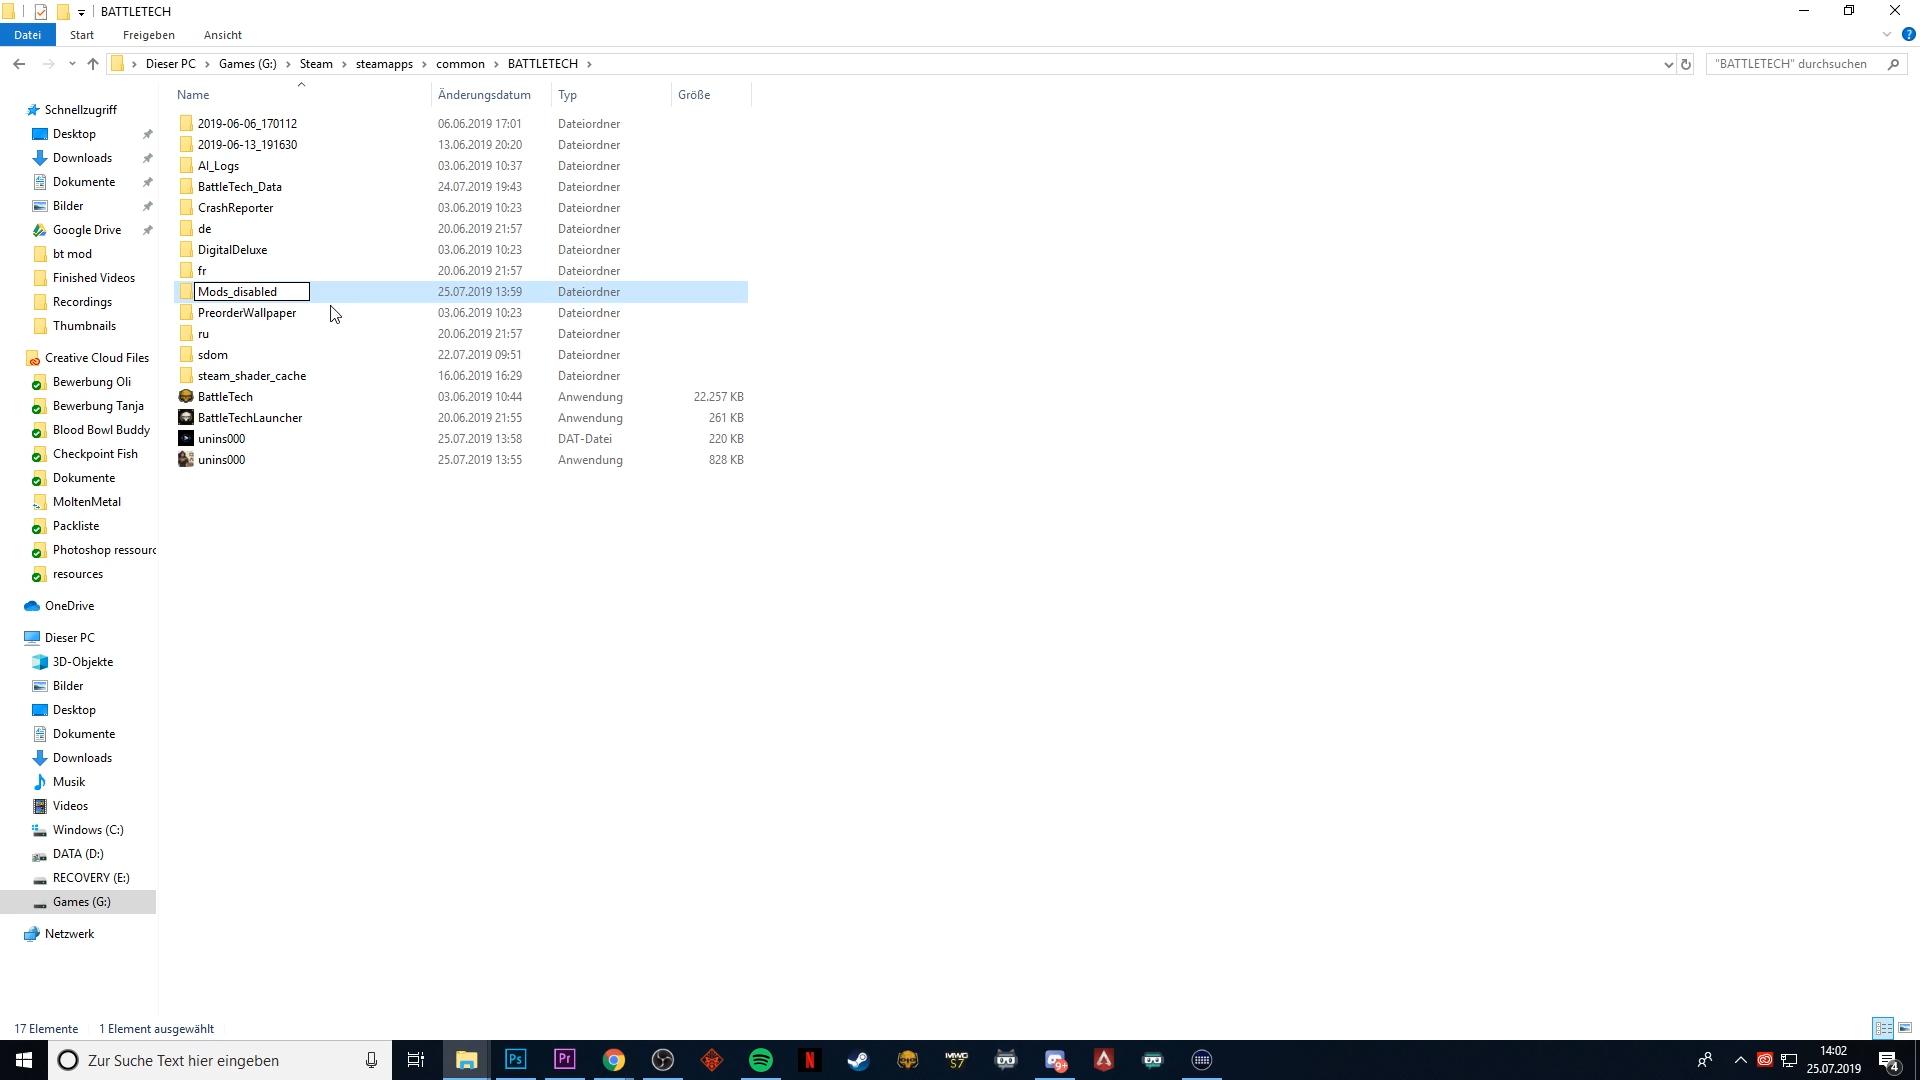 BATTLETECH
Datei Start Freigeben Ansicht
Dieser PC Games (G:) Steam steamapps common BATTLETECH
"BATTLETECH" durchsuchen
Name Änderungsdatum Typ Größe
2019-06-06_170112 06.06.2019 17:01 Dateiordner
2019-06-13_191630 13.06.2019 20:20 Dateiordner
AI_Logs 03.06.2019 10:37 Dateiordner
BattleTech_Data 24.07.2019 19:43 Dateiordner
CrashReporter 03.06.2019 10:23 Dateiordner
de 20.06.2019 21:57 Dateiordner
DigitalDeluxe 03.06.2019 10:23 Dateiordner
fr 20.06.2019 21:57 Dateiordner
Mods_disabled 25.07.2019 13:59 Dateiordner
PreorderWallpaper 03.06.2019 10:23 Dateiordner
ru 20.06.2019 21:57 Dateiordner
sdom 22.07.2019 09:51 Dateiordner
steam_shader_cache 16.06.2019 16:29 Dateiordner
BattleTech 03.06.2019 10:44 Anwendung 22.257 KB
BattleTechLauncher 20.06.2019 21:55 Anwendung 261 KB
unins000 25.07.2019 13:58 DAT-Datei 220 KB
unins000 25.07.2019 13:55 Anwendung 828 KB
Schnellzugriff
Desktop
Downloads
Dokumente
Bilder
Google Drive
bt mod
Finished Videos
Recordings
Thumbnails
Creative Cloud Files
Bewerbung Oli
Bewerbung Tanja
Blood Bowl Buddy
Checkpoint Fish
Dokumente
MoltenMetal
Packliste
Photoshop ressourc
resources
OneDrive
Dieser PC
3D-Objekte
Bilder
Desktop
Dokumente
Downloads
Musik
Videos
Windows (C:)
DATA (D:)
RECOVERY (E:)
Games (G:)
Netzwerk
17 Elemente 1 Element ausgewählt
Zur Suche Text hier eingeben
Ps
Pr
N
MWG
S7
9+
14:02
25.07.2019
4